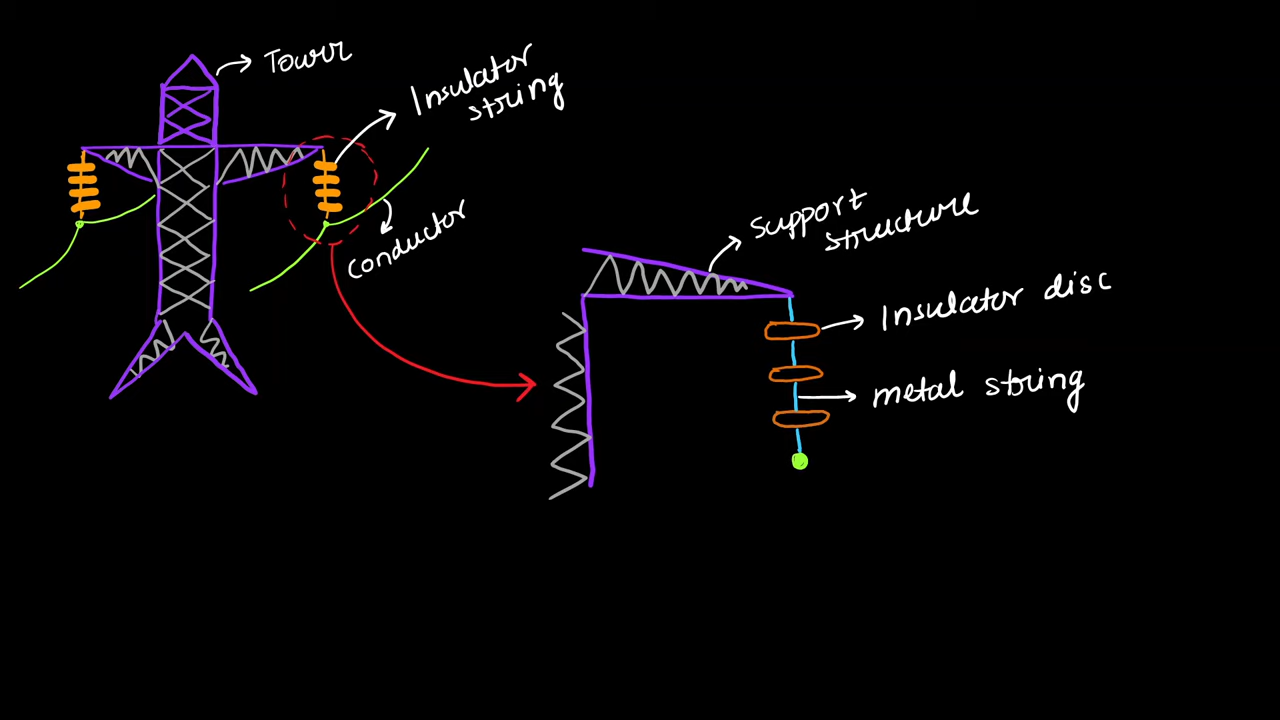 Tower
Insulator
string
Conductor
Support
structure
Insulator disc
metal string